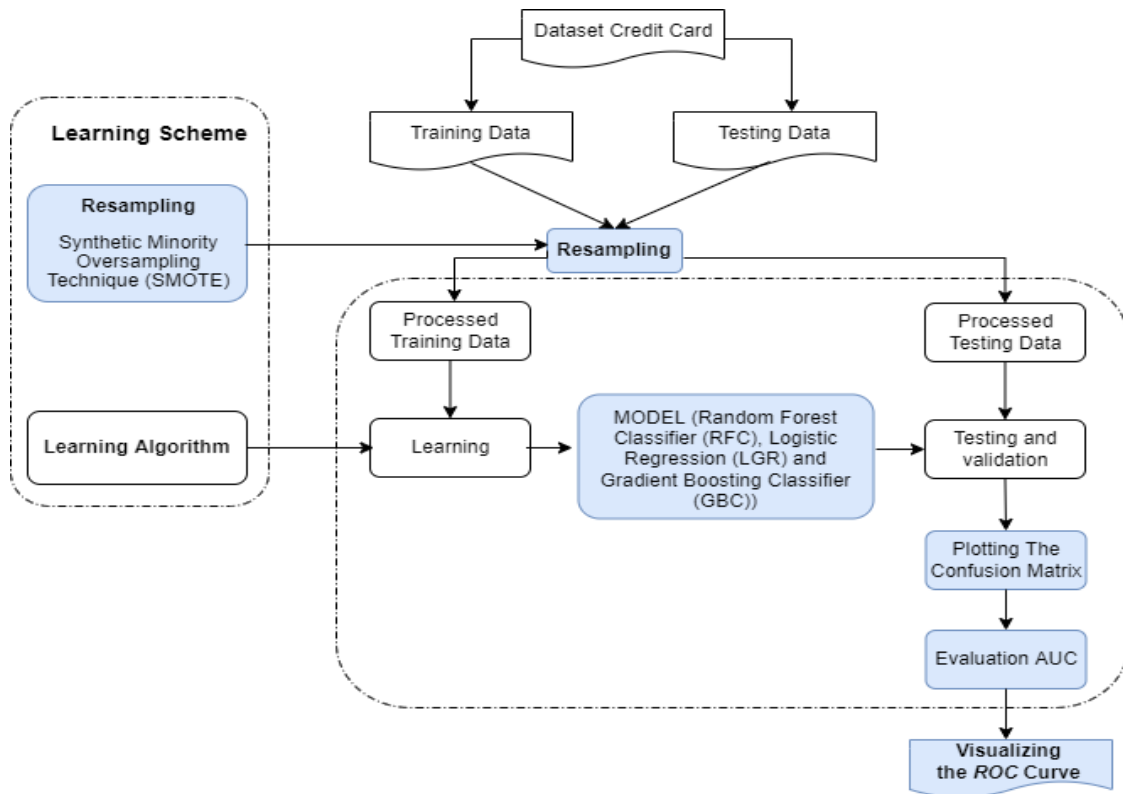 Dataset Credit Card
Training Data
Testing Data
Learning Scheme
Resampling
Synthetic Minority
Oversampling
Technique (SMOTE)
Resampling
Processed
Training Data
Processed
Testing Data
Learning Algorithm
Learning
MODEL (Random Forest
Classifier (RFC), Logistic
Regression (LGR) and
Gradient Boosting Classifier
(GBC))
Testing and
validation
Plotting The
Confusion Matrix
Evaluation AUC
Visualizing
the ROC Curve